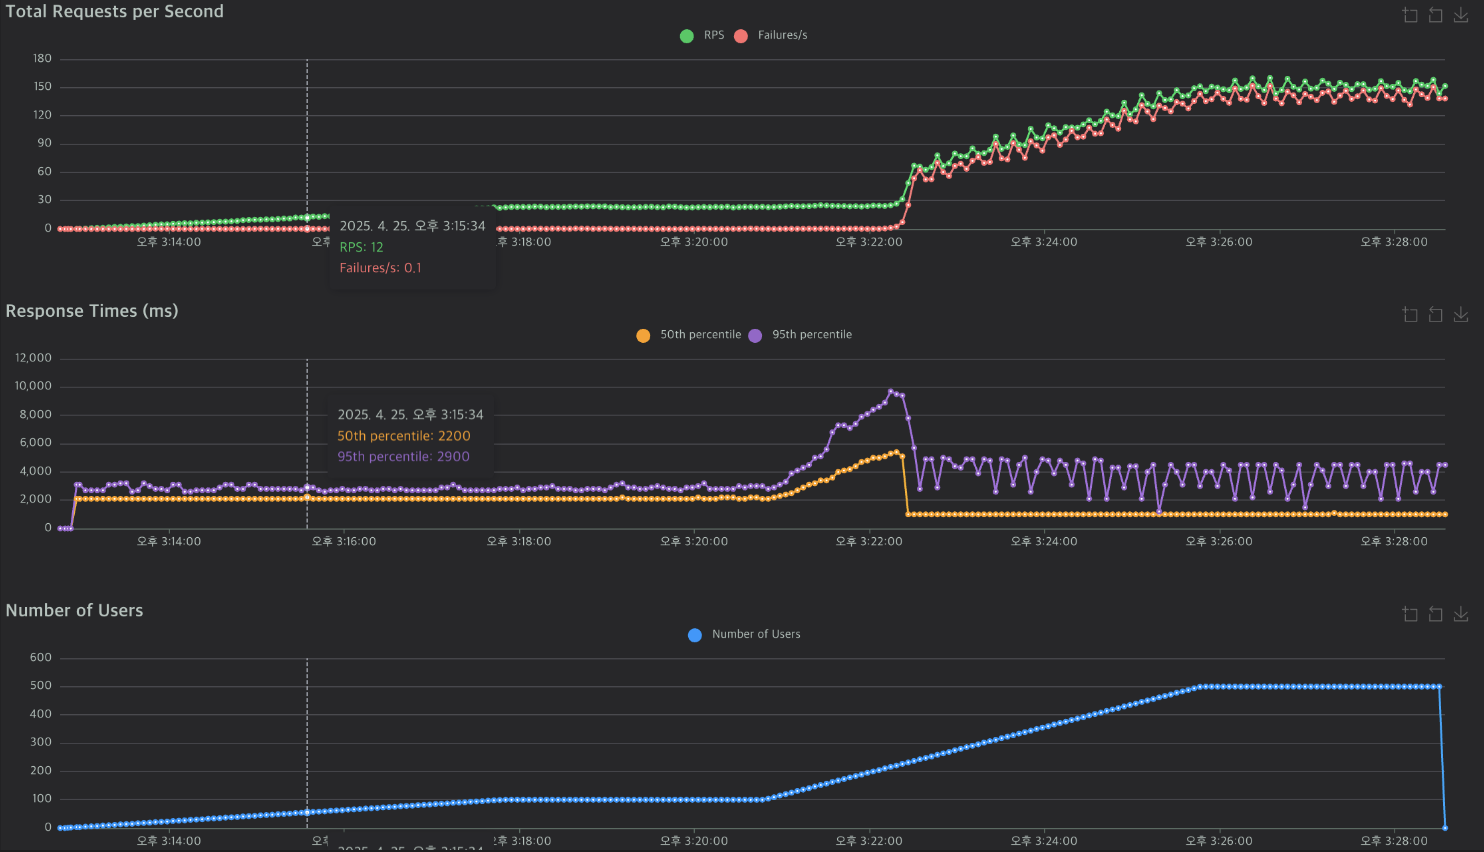 Total Requests per Second
RPS Failures/s
180
150
120
90
60
30
0
오후 3:14:00 오후 3:18:00 오후 3:20:00 오후 3:22:00 오후 3:24:00 오후 3:26:00 오후 3:28:00
2025. 4. 25. 오후 3:15:34
RPS: 12
Failures/s: 0.1
Response Times (ms)
50th percentile 95th percentile
12,000
10,000
8,000
6,000
4,000
2,000
0
2025. 4. 25. 오후 3:15:34
50th percentile: 2200
95th percentile: 2900
오후 3:14:00 오후 3:16:00 오후 3:18:00 오후 3:20:00 오후 3:22:00 오후 3:24:00 오후 3:26:00 오후 3:28:00
Number of Users
Number of Users
600
500
400
300
200
100
0
오후 3:14:00 3:18:00 오후 3:20:00 오후 3:22:00 오후 3:24:00 오후 3:26:00 오후 3:28:00